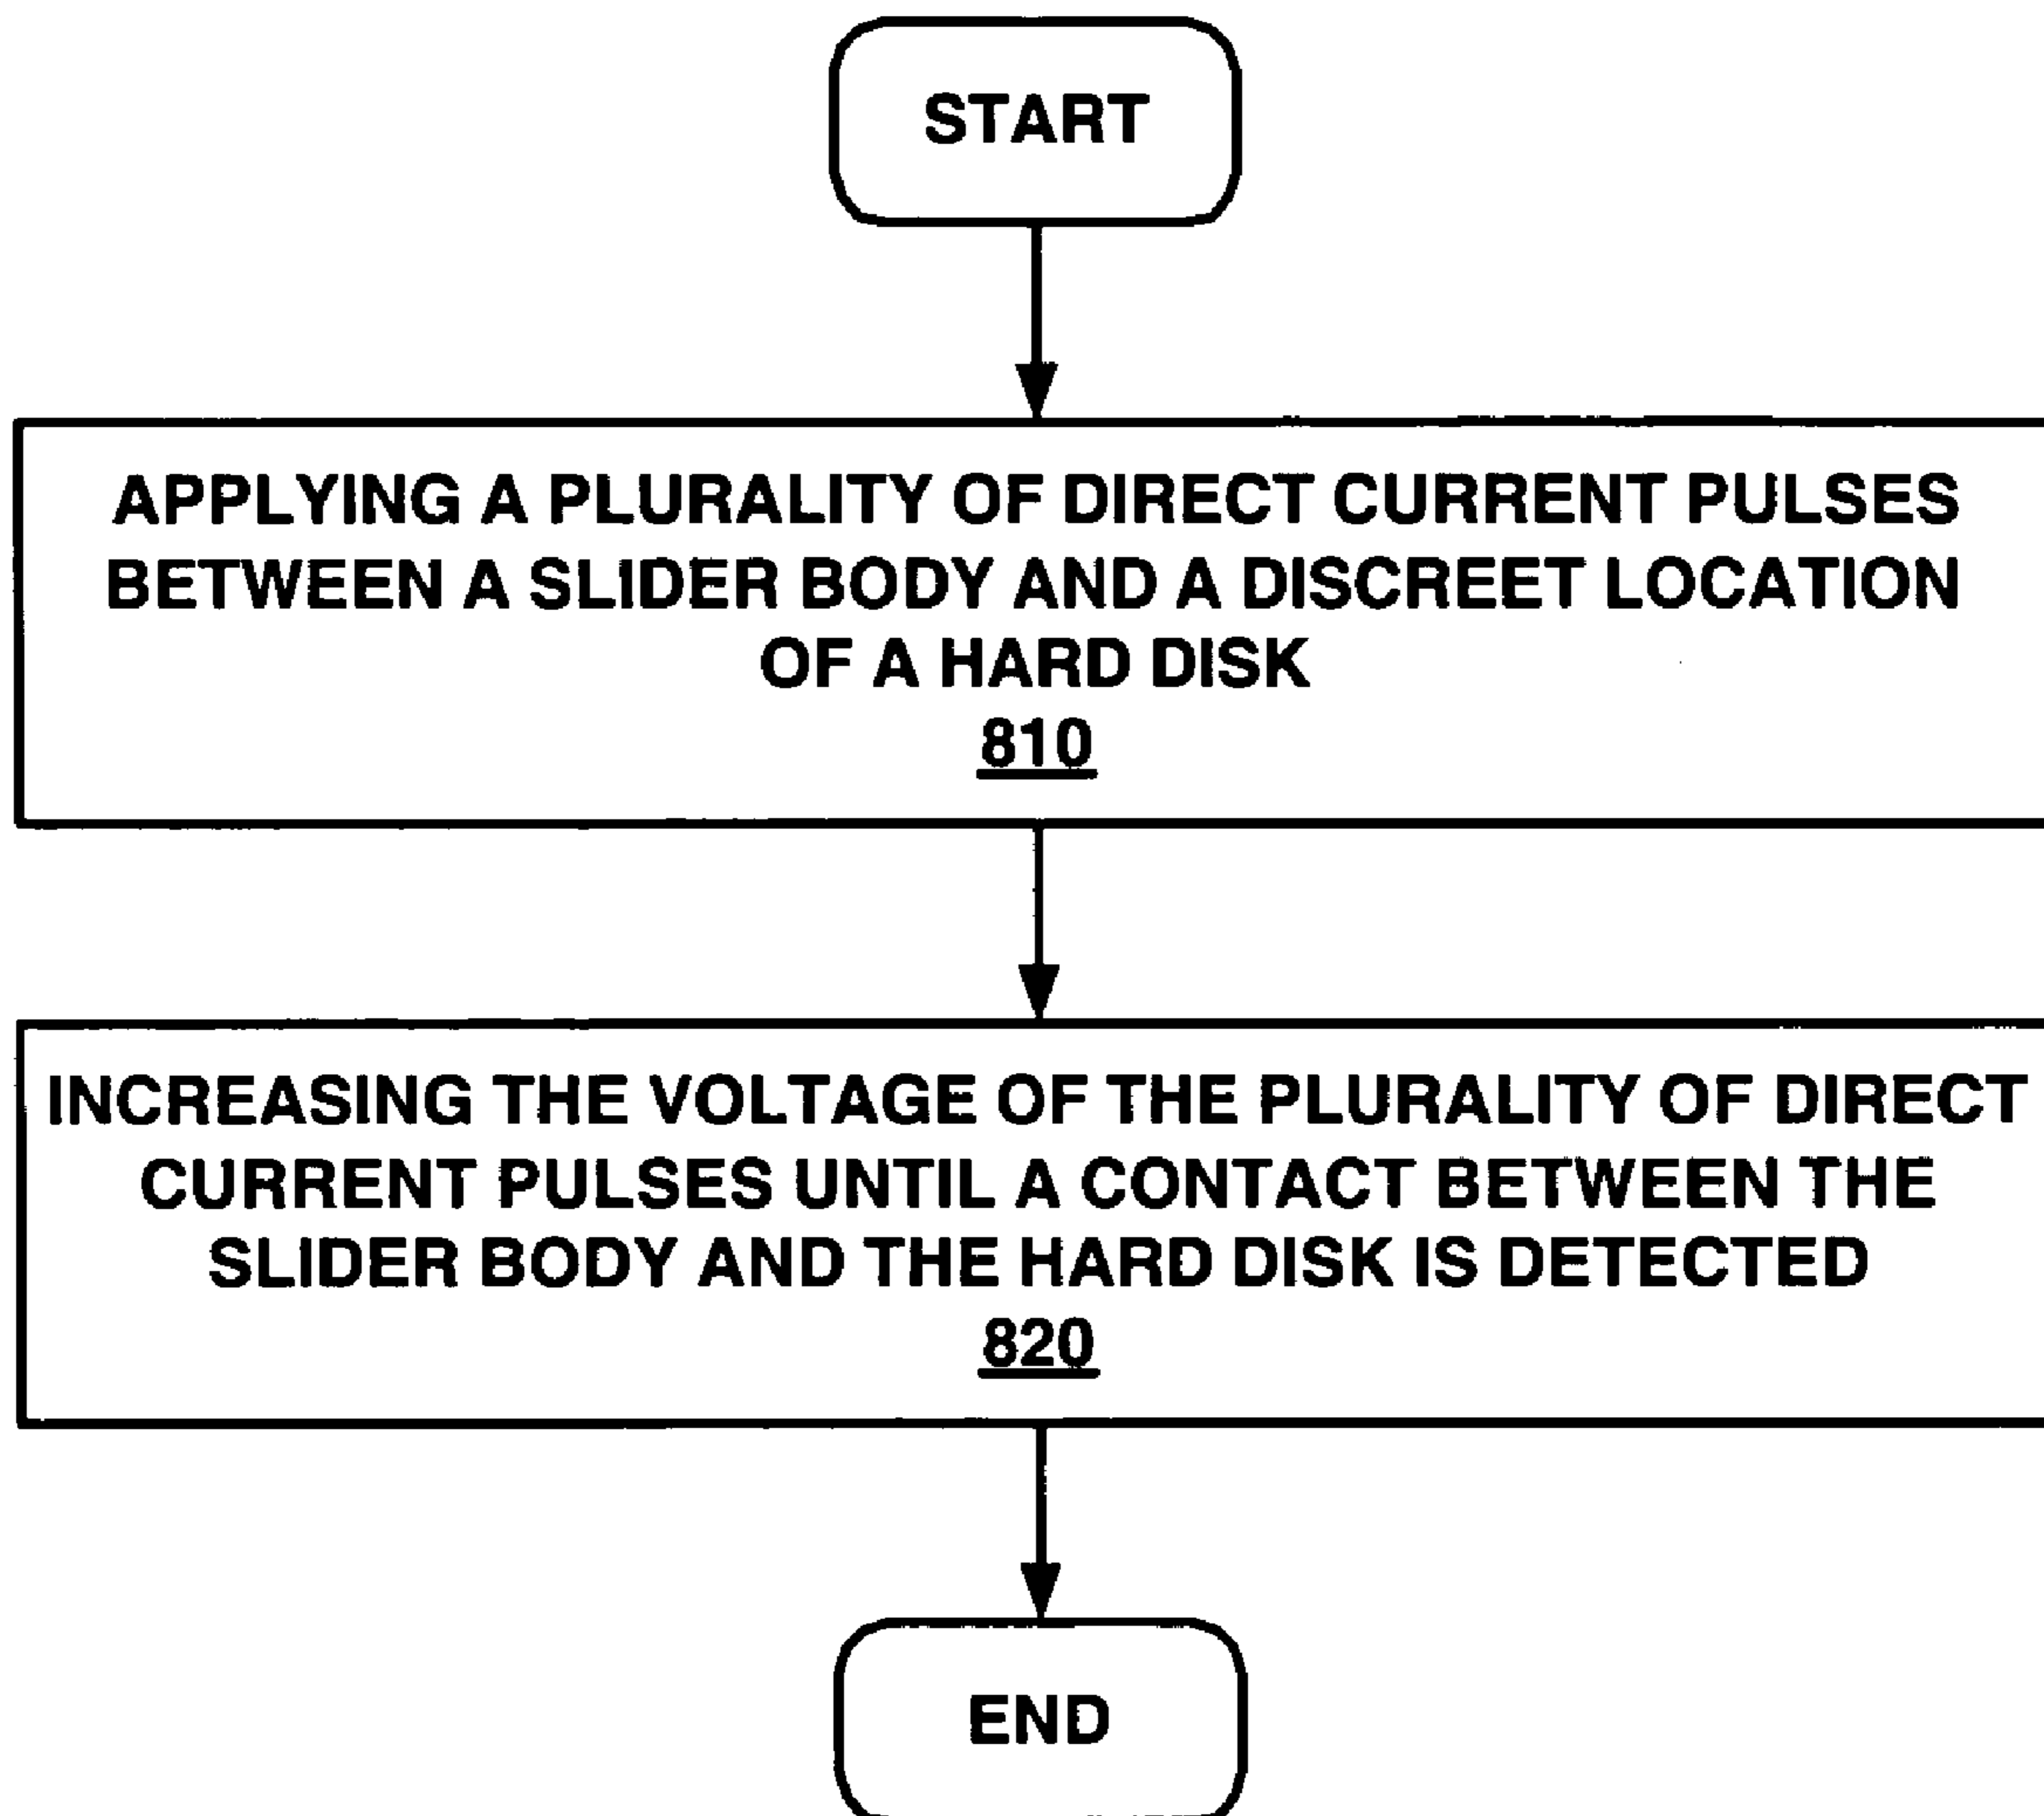 START
APPLYING A PLURALITY OF DIRECT CURRENT PULSES
BETWEEN A SLIDER BODY AND A DISCREET LOCATION
OF A HARD DISK
810
INCREASING THE VOLTAGE OF THE PLURALITY OF DIRECT
CURRENT PULSES UNTIL A CONTACT BETWEEN THE
SLIDER BODY AND THE HARD DISK IS DETECTED
820
END